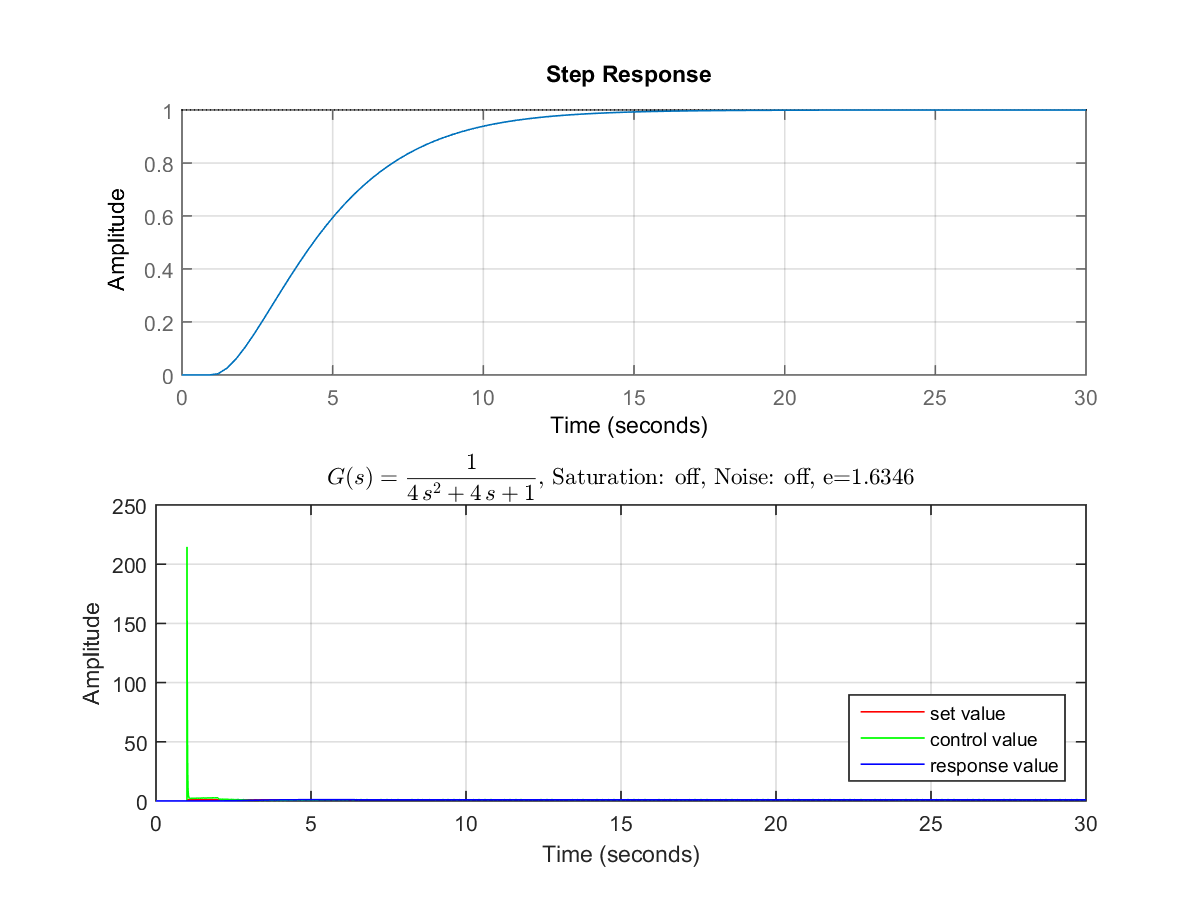 Step Response
1
0.8
0.6
0.4
0.2
0
Amplitude
0 5 10 15 20 25 30
Time (seconds)
G(s) = \frac{1}{4 s^2 + 4 s + 1}, Saturation: off, Noise: off, e=1.6346
250
200
150
100
50
0
Amplitude
set value
control value
response value
0 5 10 15 20 25 30
Time (seconds)